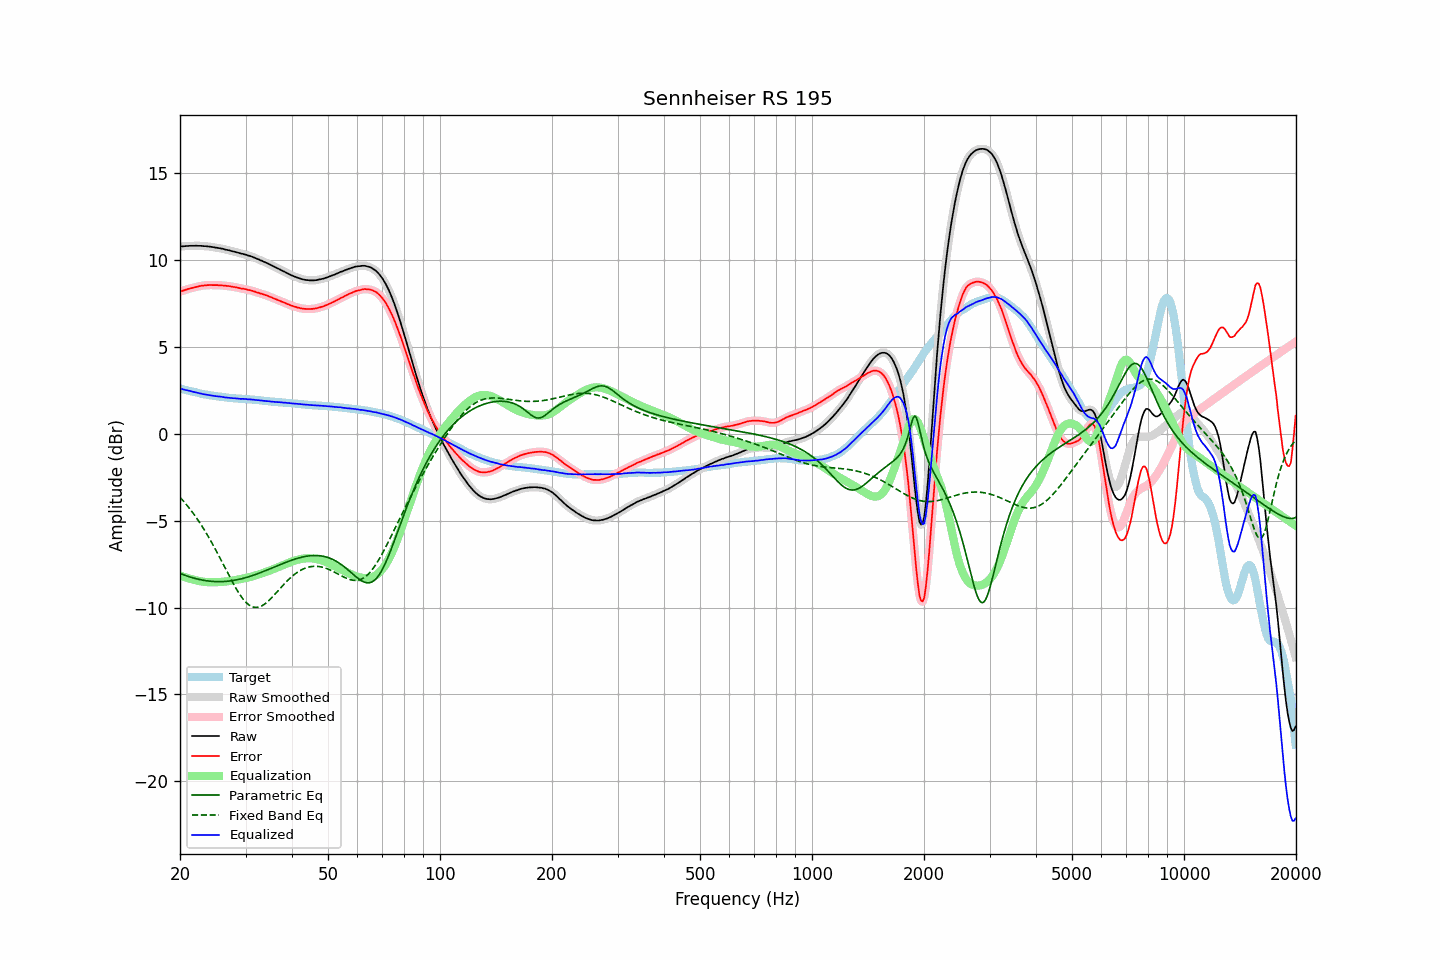 Sennheiser RS 195
Amplitude (dBr)
15
10
5
0
−5
−10
−15
−20
Target
Raw Smoothed
Error Smoothed
Raw
Error
Equalization
Parametric Eq
Fixed Band Eq
Equalized
20 50 100 200 500 1000 2000 5000 10000 20000
Frequency (Hz)